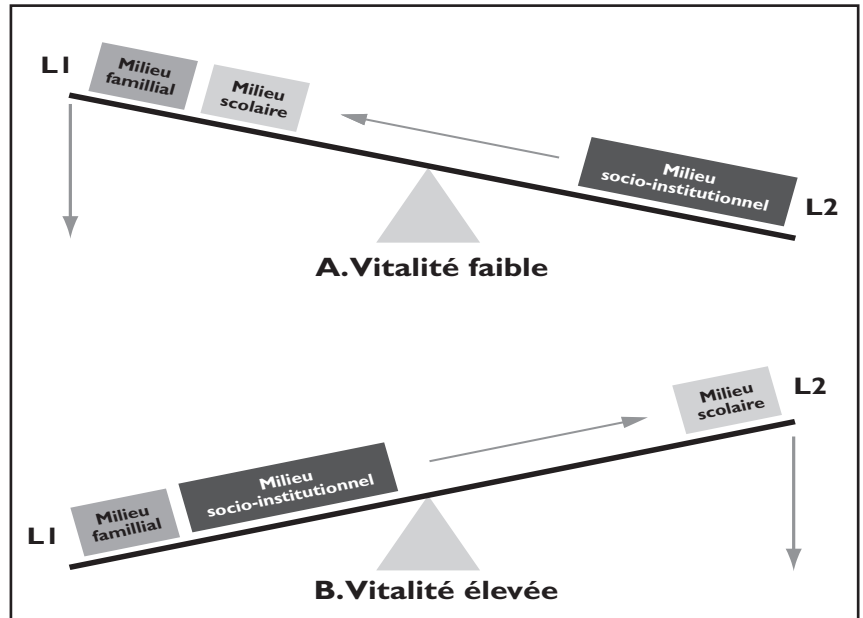 L1
Milieu
famillial
Milieu
scolaire
Milieu
socio-institutionnel
L2
A. Vitalité faible
Milieu
scolaire
L2
Milieu
socio-institutionnel
Milieu
famillial
L1
B. Vitalité élevée